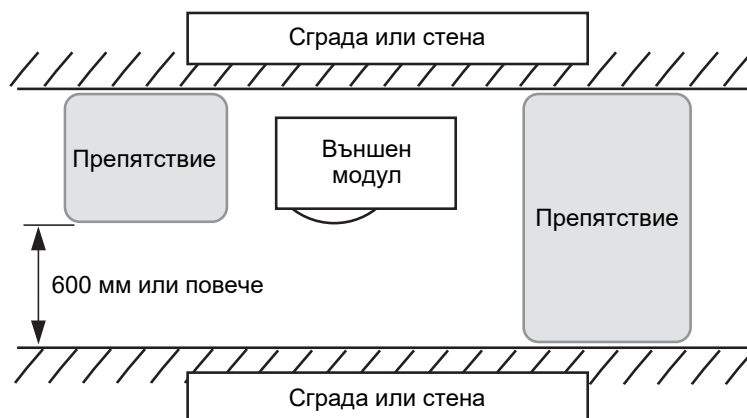 Сграда или стена
Препятствие
Външен
модул
Препятствие
600 мм или повече
Сграда или стена